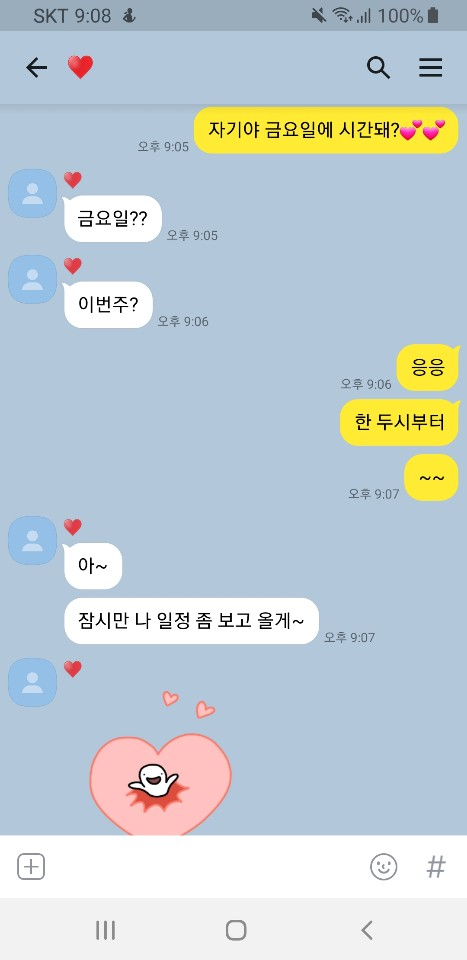 SKT 9:08 100%
자기야 금요일에 시간돼?💕💕
오후 9:05
금요일??
오후 9:05
이번주?
오후 9:06
응응
오후 9:06
한 두시부터
~~
오후 9:07
아~
잠시만 나 일정 좀 보고 올게~
오후 9:07
#